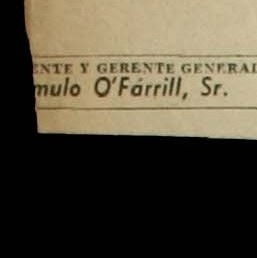 ENTE Y GERENTE GENERAL
mulo O'Fárrill, Sr.